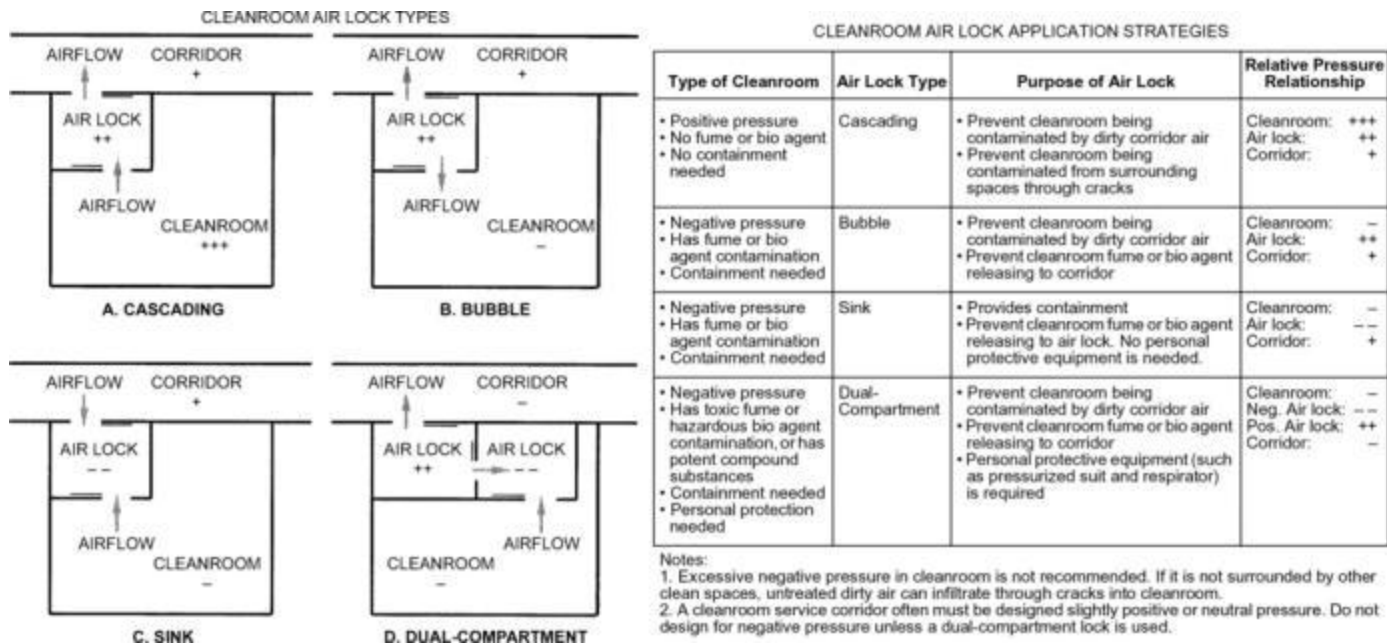 CLEANROOM AIR LOCK TYPES
AIRFLOW CORRIDOR
+
AIR LOCK
++
AIRFLOW
CLEANROOM
+++
A. CASCADING
AIRFLOW CORRIDOR
+
AIR LOCK
++
AIRFLOW
CLEANROOM
–
B. BUBBLE
AIRFLOW CORRIDOR
+
AIR LOCK
– –
AIRFLOW
CLEANROOM
–
C. SINK
AIRFLOW CORRIDOR
–
AIR LOCK AIR LOCK
++ – –
AIRFLOW
CLEANROOM
–
D. DUAL-COMPARTMENT
CLEANROOM AIR LOCK APPLICATION STRATEGIES
Type of Cleanroom
Air Lock Type
Purpose of Air Lock
Relative Pressure
Relationship
• Positive pressure
• No fume or bio agent
• No containment
needed
Cascading
• Prevent cleanroom being
contaminated by dirty corridor air
• Prevent cleanroom being
contaminated from surrounding
spaces through cracks
Cleanroom: +++
Air lock: ++
Corridor: +
• Negative pressure
• Has fume or bio
agent contamination
• Containment needed
Bubble
• Prevent cleanroom being
contaminated by dirty corridor air
• Prevent cleanroom fume or bio agent
releasing to corridor
Cleanroom: –
Air lock: ++
Corridor: +
• Negative pressure
• Has fume or bio
agent contamination
• Containment needed
Sink
• Provides containment
• Prevent cleanroom fume or bio agent
releasing to air lock. No personal
protective equipment is needed.
Cleanroom: –
Air lock: – –
Corridor: +
• Negative pressure
• Has toxic fume or
hazardous bio agent
contamination, or has
potent compound
substances
• Containment needed
• Personal protection
needed
Dual-
Compartment
• Prevent cleanroom being
contaminated by dirty corridor air
• Prevent cleanroom fume or bio agent
releasing to corridor
• Personal protective equipment (such
as pressurized suit and respirator)
is required
Cleanroom: –
Neg. Air lock: – –
Pos. Air lock: ++
Corridor: –
Notes:
1. Excessive negative pressure in cleanroom is not recommended. If it is not surrounded by other
clean spaces, untreated dirty air can infiltrate through cracks into cleanroom.
2. A cleanroom service corridor often must be designed slightly positive or neutral pressure. Do not
design for negative pressure unless a dual-compartment lock is used.